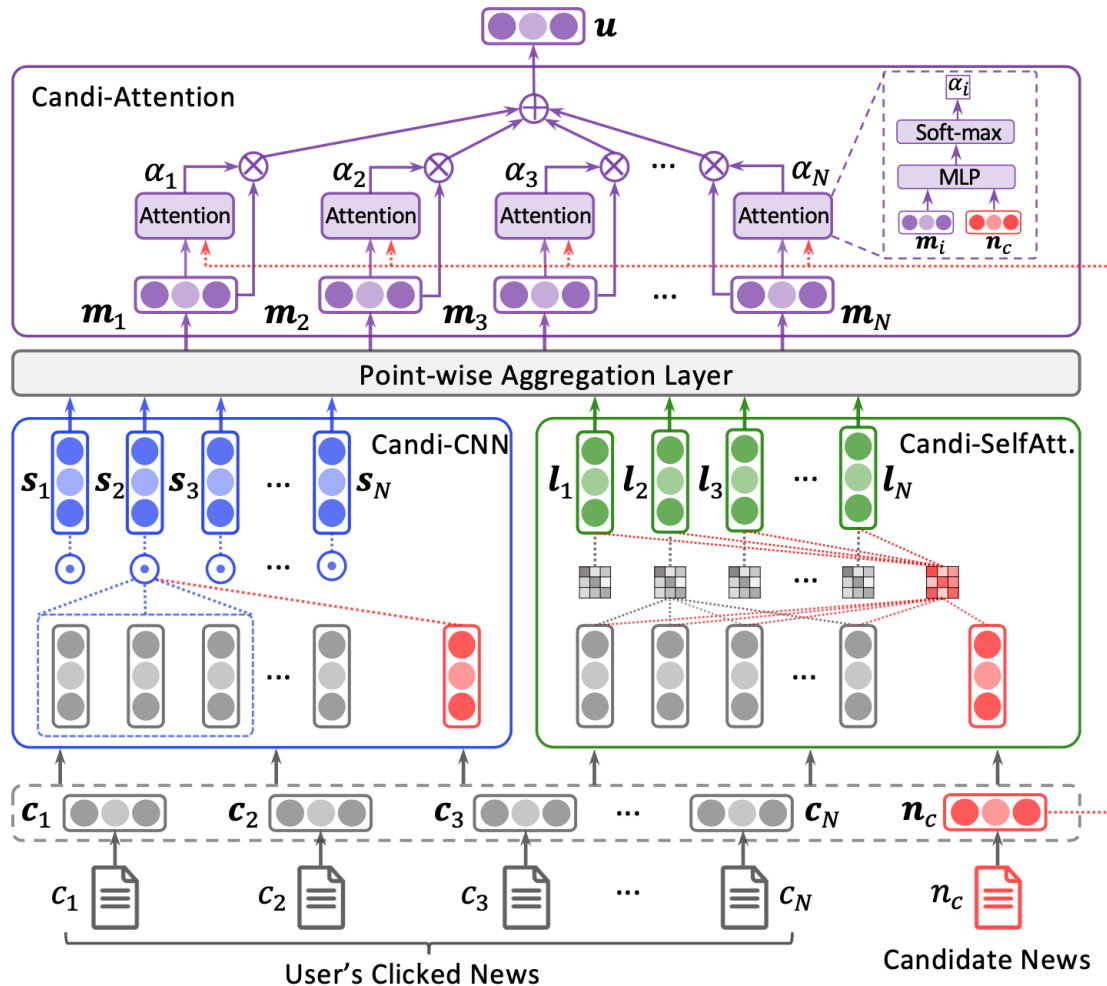 u
Candi-Attention
α_i
Soft-max
MLP
m_i n_c
α_1 α_2 α_3 ... α_N
Attention Attention Attention Attention
m_1 m_2 m_3 ... m_N
Point-wise Aggregation Layer
Candi-CNN
s_1 s_2 s_3 ... s_N
...
...
Candi-SelfAtt.
l_1 l_2 l_3 ... l_N
...
...
c_1 c_2 c_3 ... c_N n_c
c_1 c_2 c_3 ... c_N n_c
User's Clicked News
Candidate News